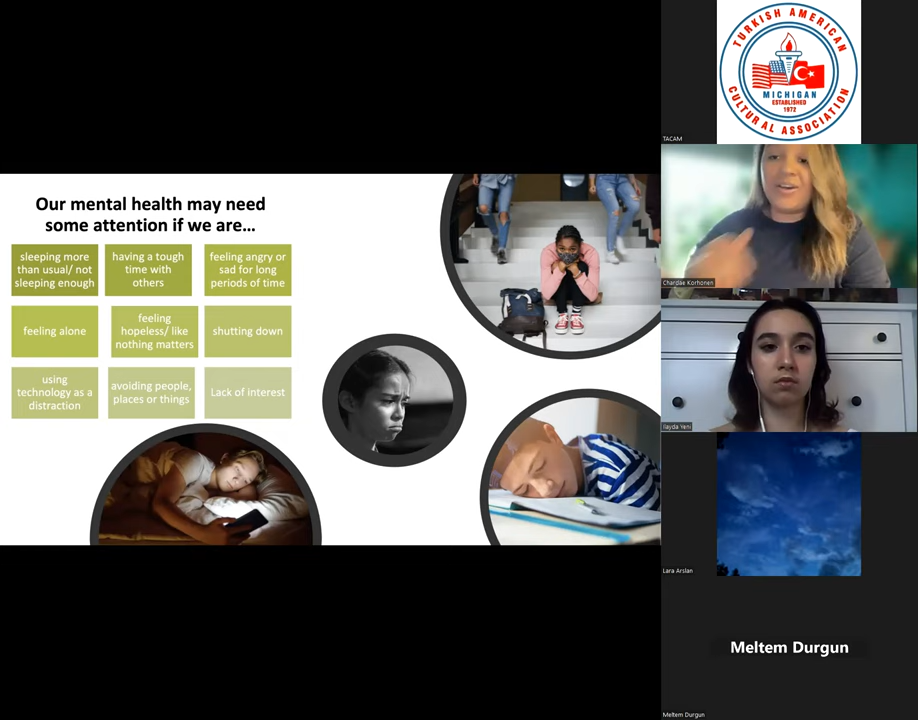 Our mental health may need
some attention if we are…
sleeping more
than usual/ not
sleeping enough
having a tough
time with
others
feeling angry or
sad for long
periods of time
feeling alone
feeling
hopeless/ like
nothing matters
shutting down
using
technology as a
distraction
avoiding people,
places or things
Lack of interest
TURKISH AMERICAN
CULTURAL ASSOCIATION
MICHIGAN
ESTABLISHED
1972
TACAM
Chardae Korhonen
Ilayda Yeni
Lara Arslan
Meltem Durgun
Meltem Durgun